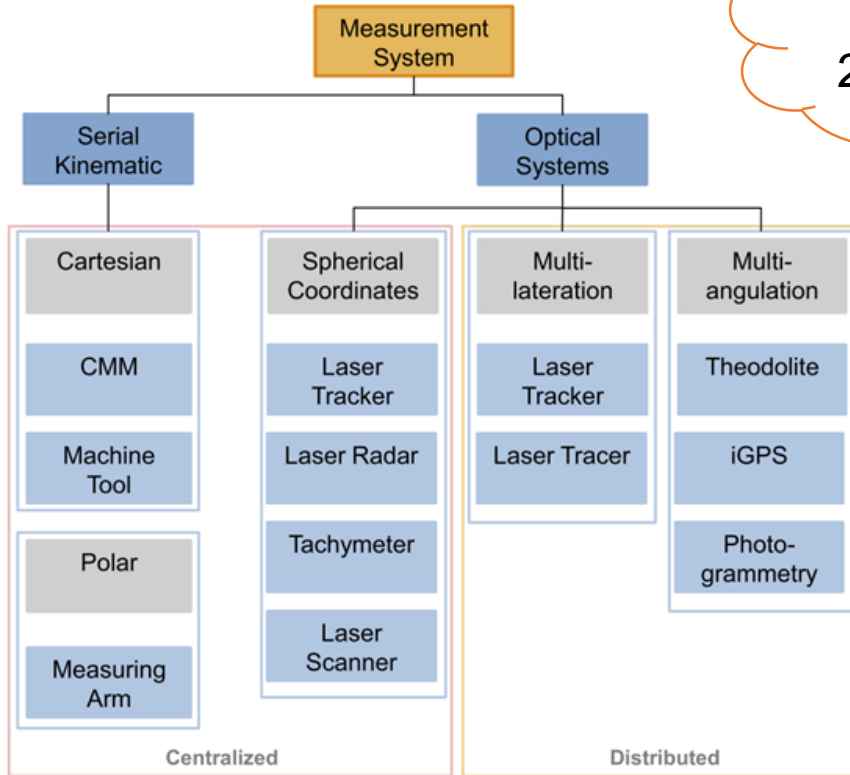 Measurement
System
2
Serial
Kinematic
Optical
Systems
Cartesian
CMM
Machine
Tool
Polar
Measuring
Arm
Spherical
Coordinates
Laser
Tracker
Laser Radar
Tachymeter
Laser
Scanner
Multi-
lateration
Laser
Tracker
Laser Tracer
Multi-
angulation
Theodolite
iGPS
Photo-
grammetry
Centralized
Distributed